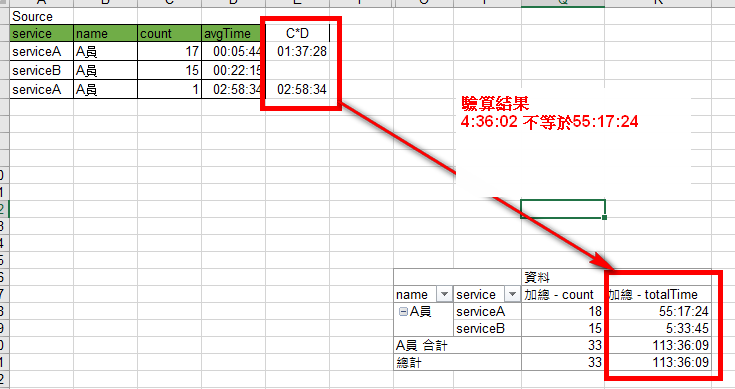 A B C D E F O P Q R
Source
service name count avgTime C*D
serviceA A員 17 00:05:44 01:37:28
serviceB A員 15 00:22:15
serviceA A員 1 02:58:34 02:58:34
驗算結果
4:36:02 不等於55:17:24
資料
name service 加總 - count 加總 - totalTime
A員 serviceA 18 55:17:24
serviceB 15 5:33:45
A員 合計 33 113:36:09
總計 33 113:36:09